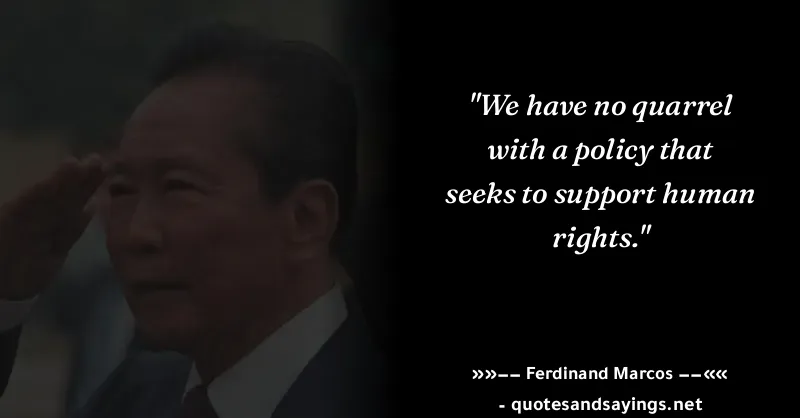 "We have no quarrel
with a policy that
seeks to support human
rights."
»»−− Ferdinand Marcos −−««
- quotesandsayings.net